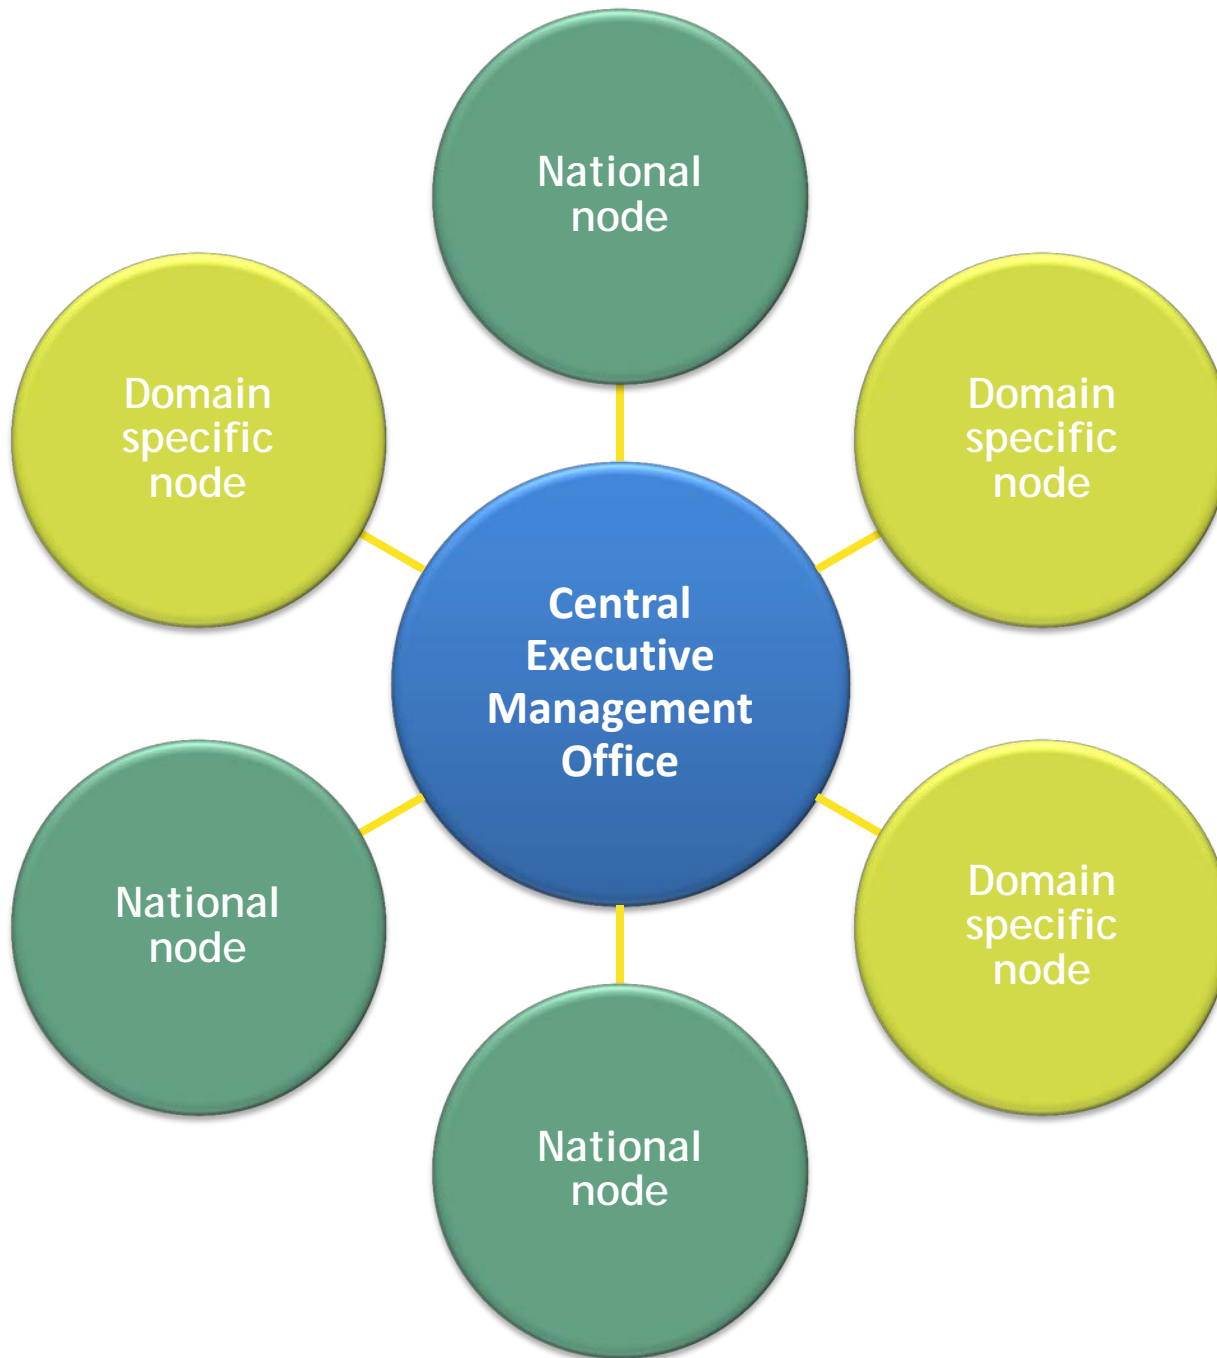 National
node
Domain
specific
node
Domain
specific
node
Central
Executive
Management
Office
National
node
Domain
specific
node
National
node